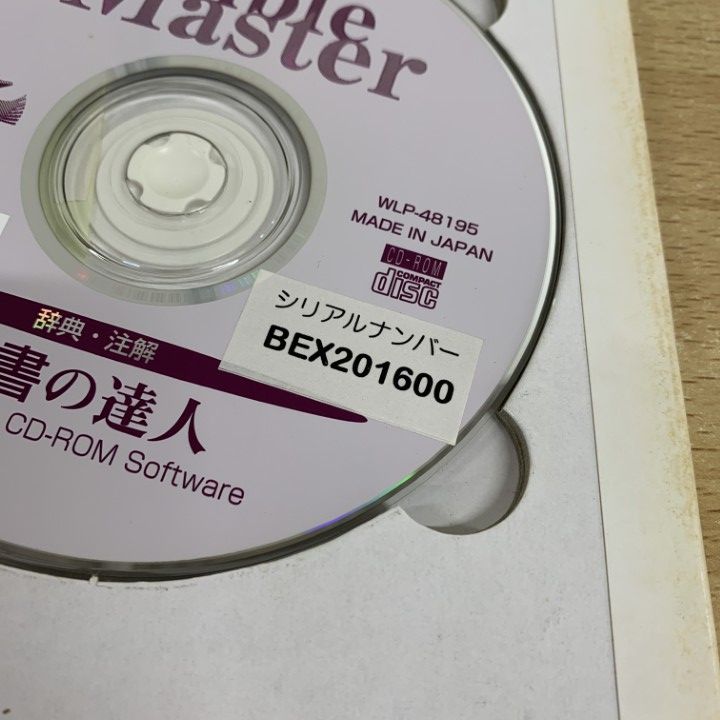 Master
WLP-48195
MADE IN JAPAN
CD-ROM
COMPACT
disc
シリアルナンバー
BEX201600
辞典・注解
書の達人
CD-ROM Software